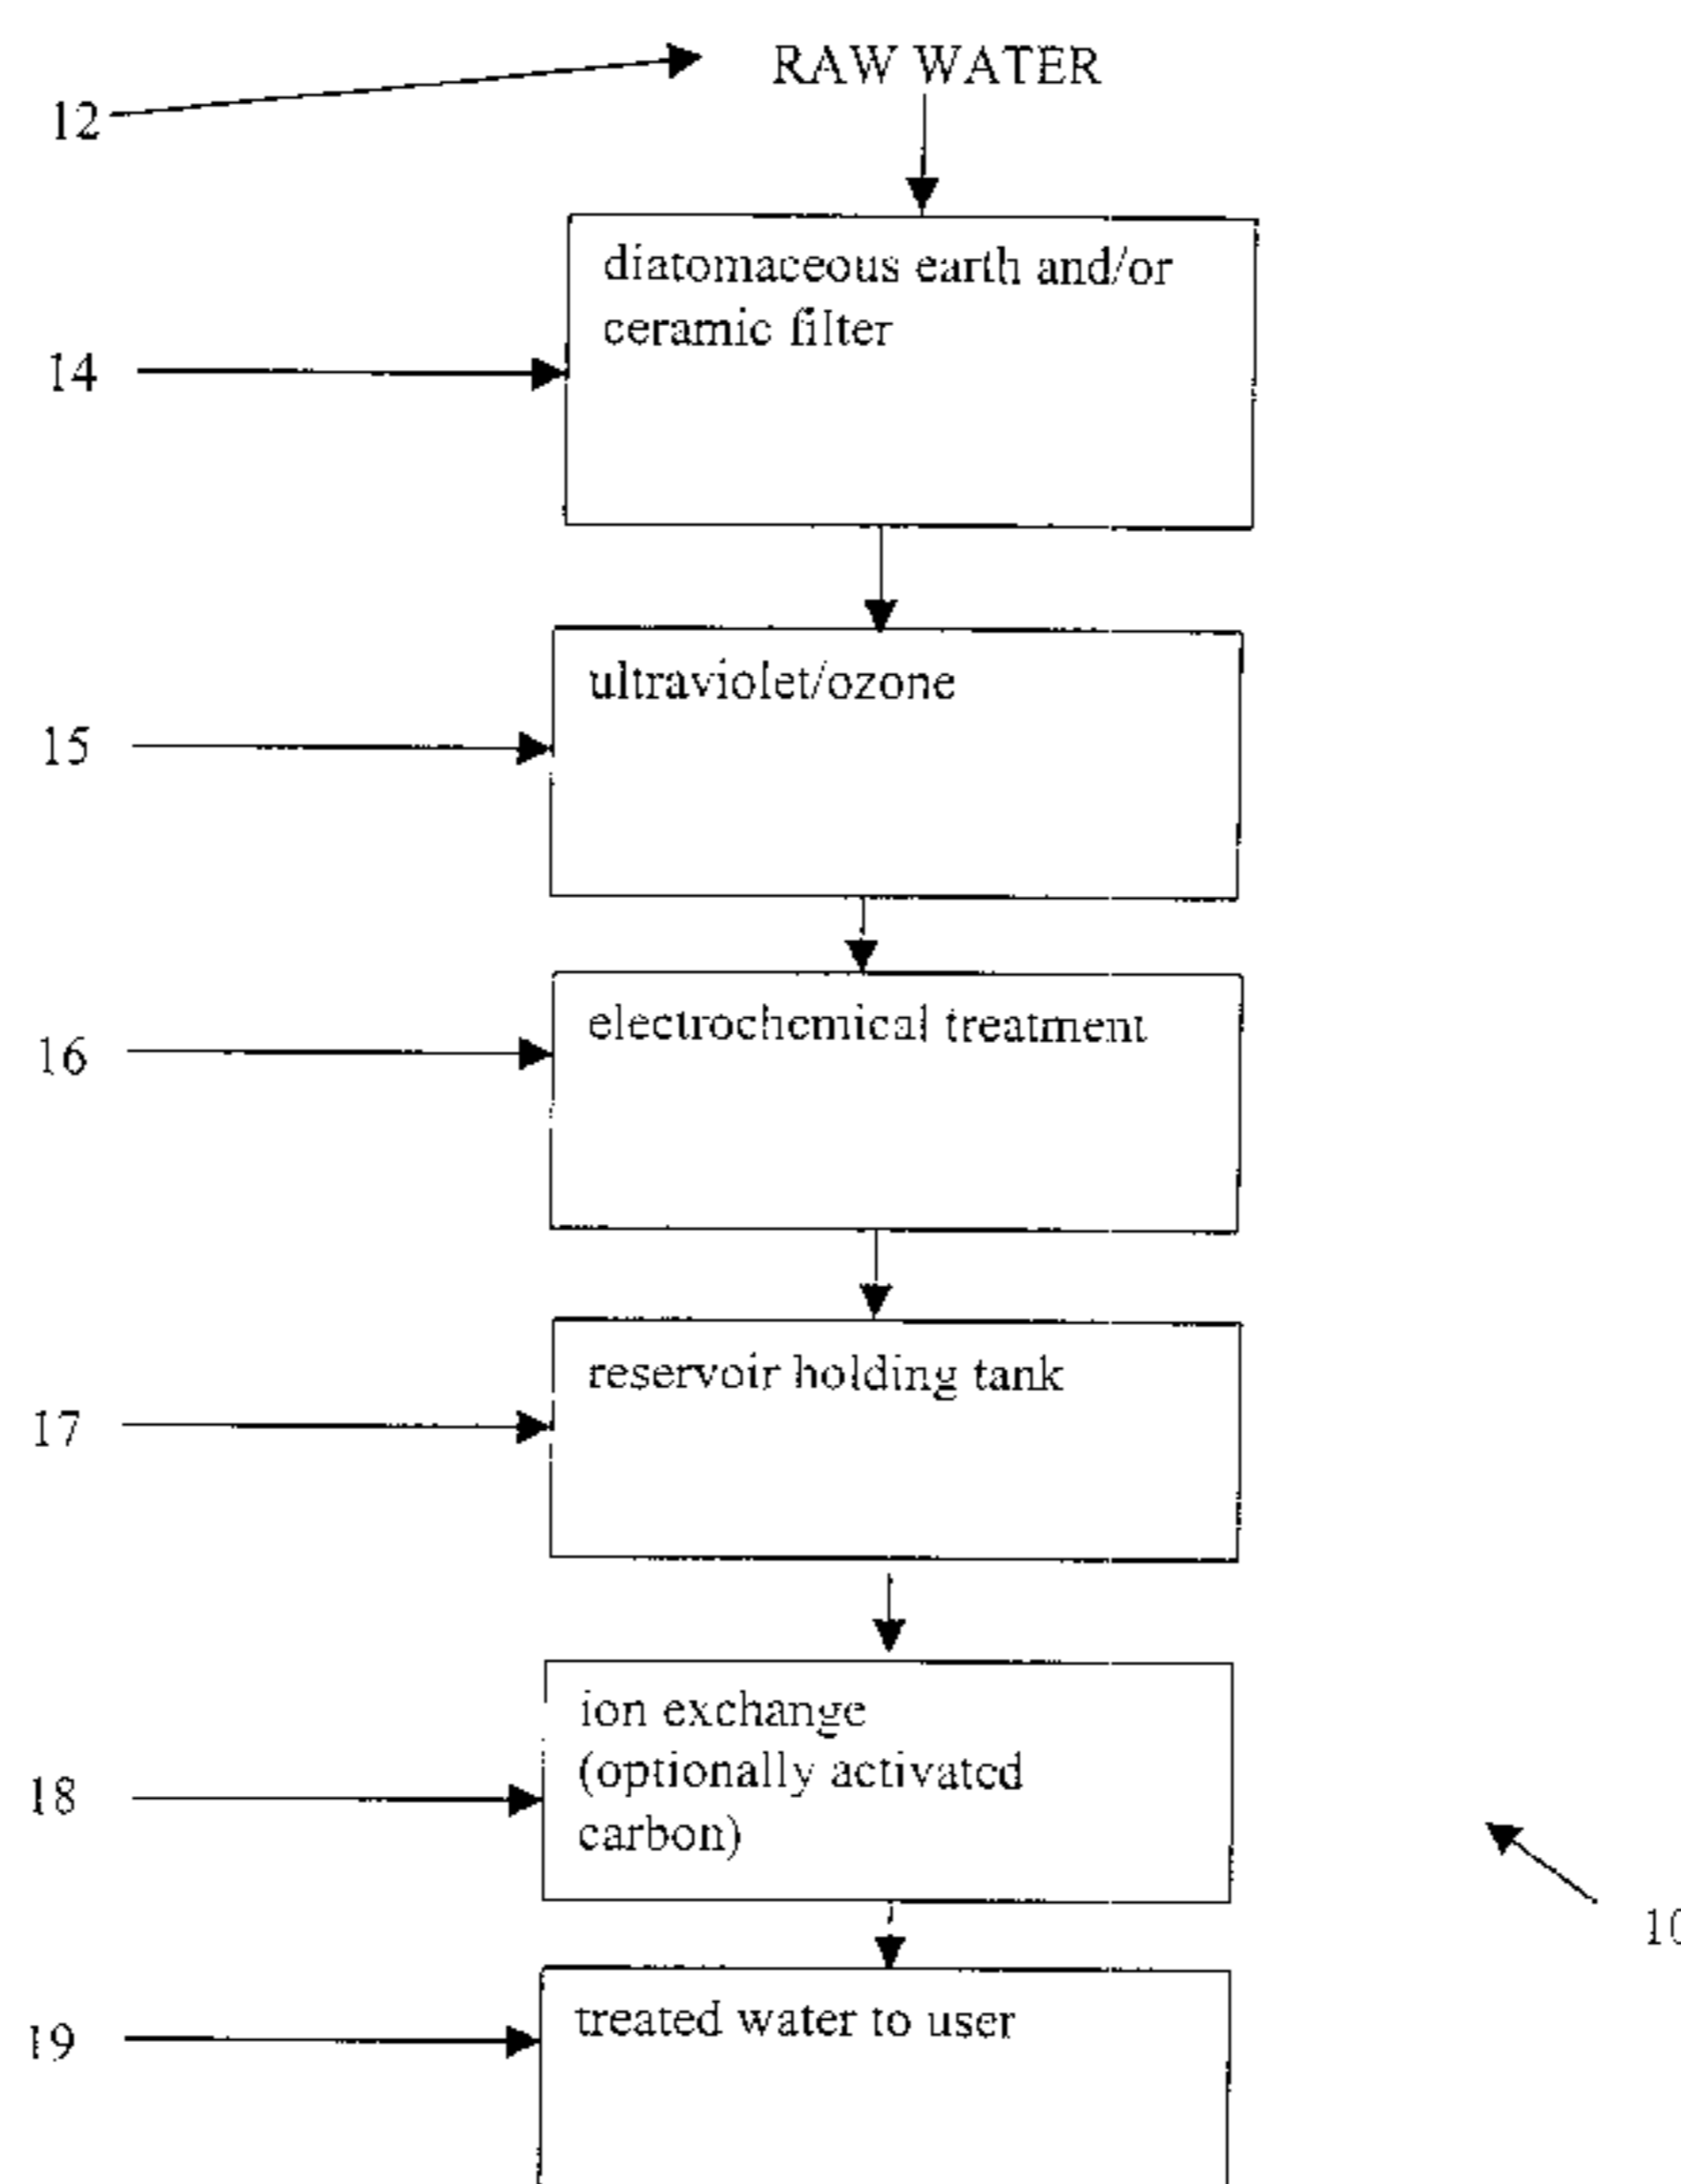 RAW WATER
12
diatomaceous earth and/or
ceramic filter
14
ultraviolet/ozone
15
electrochemical treatment
16
reservoir holding tank
17
ion exchange
(optionally activated
carbon)
18
10
treated water to user
19